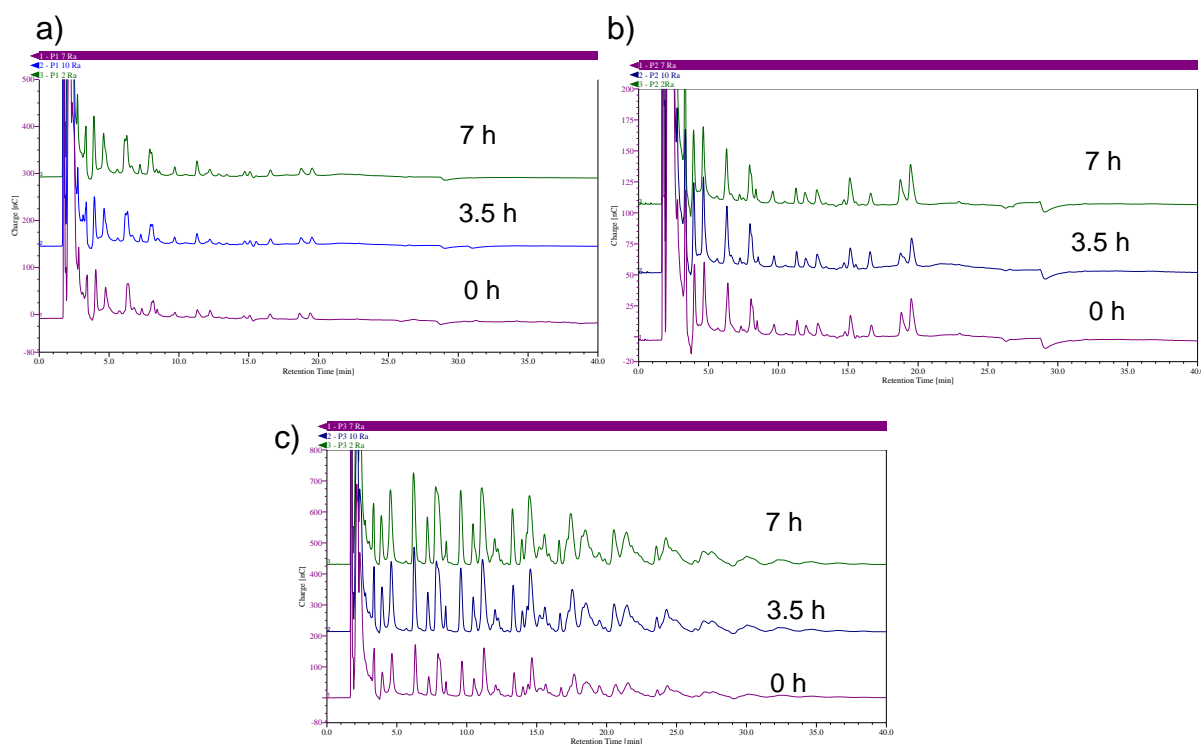 a)
1 - P1 7 Ra
2 - P1 10 Ra
3 - P1 2 Ra
500
400
300
150
100
0
-80
Charge [nC]
7 h
3.5 h
0 h
0.0 5.0 10.0 15.0 20.0 25.0 30.0 35.0 40.0
Retention Time [min]
b)
1 - P2 7 Ra
2 - P2 10 Ra
3 - P2 2Ra
200
175
150
125
100
75
50
25
-20
Charge [nC]
7 h
3.5 h
0 h
0.0 5.0 10.0 15.0 20.0 25.0 30.0 35.0 40.0
Retention Time [min]
c)
1 - P3 7 Ra
2 - P3 10 Ra
3 - P3 2 Ra
800
700
600
500
400
300
200
100
-80
Charge [nC]
7 h
3.5 h
0 h
0.0 5.0 10.0 15.0 20.0 25.0 30.0 35.0 40.0
Retention Time [min]